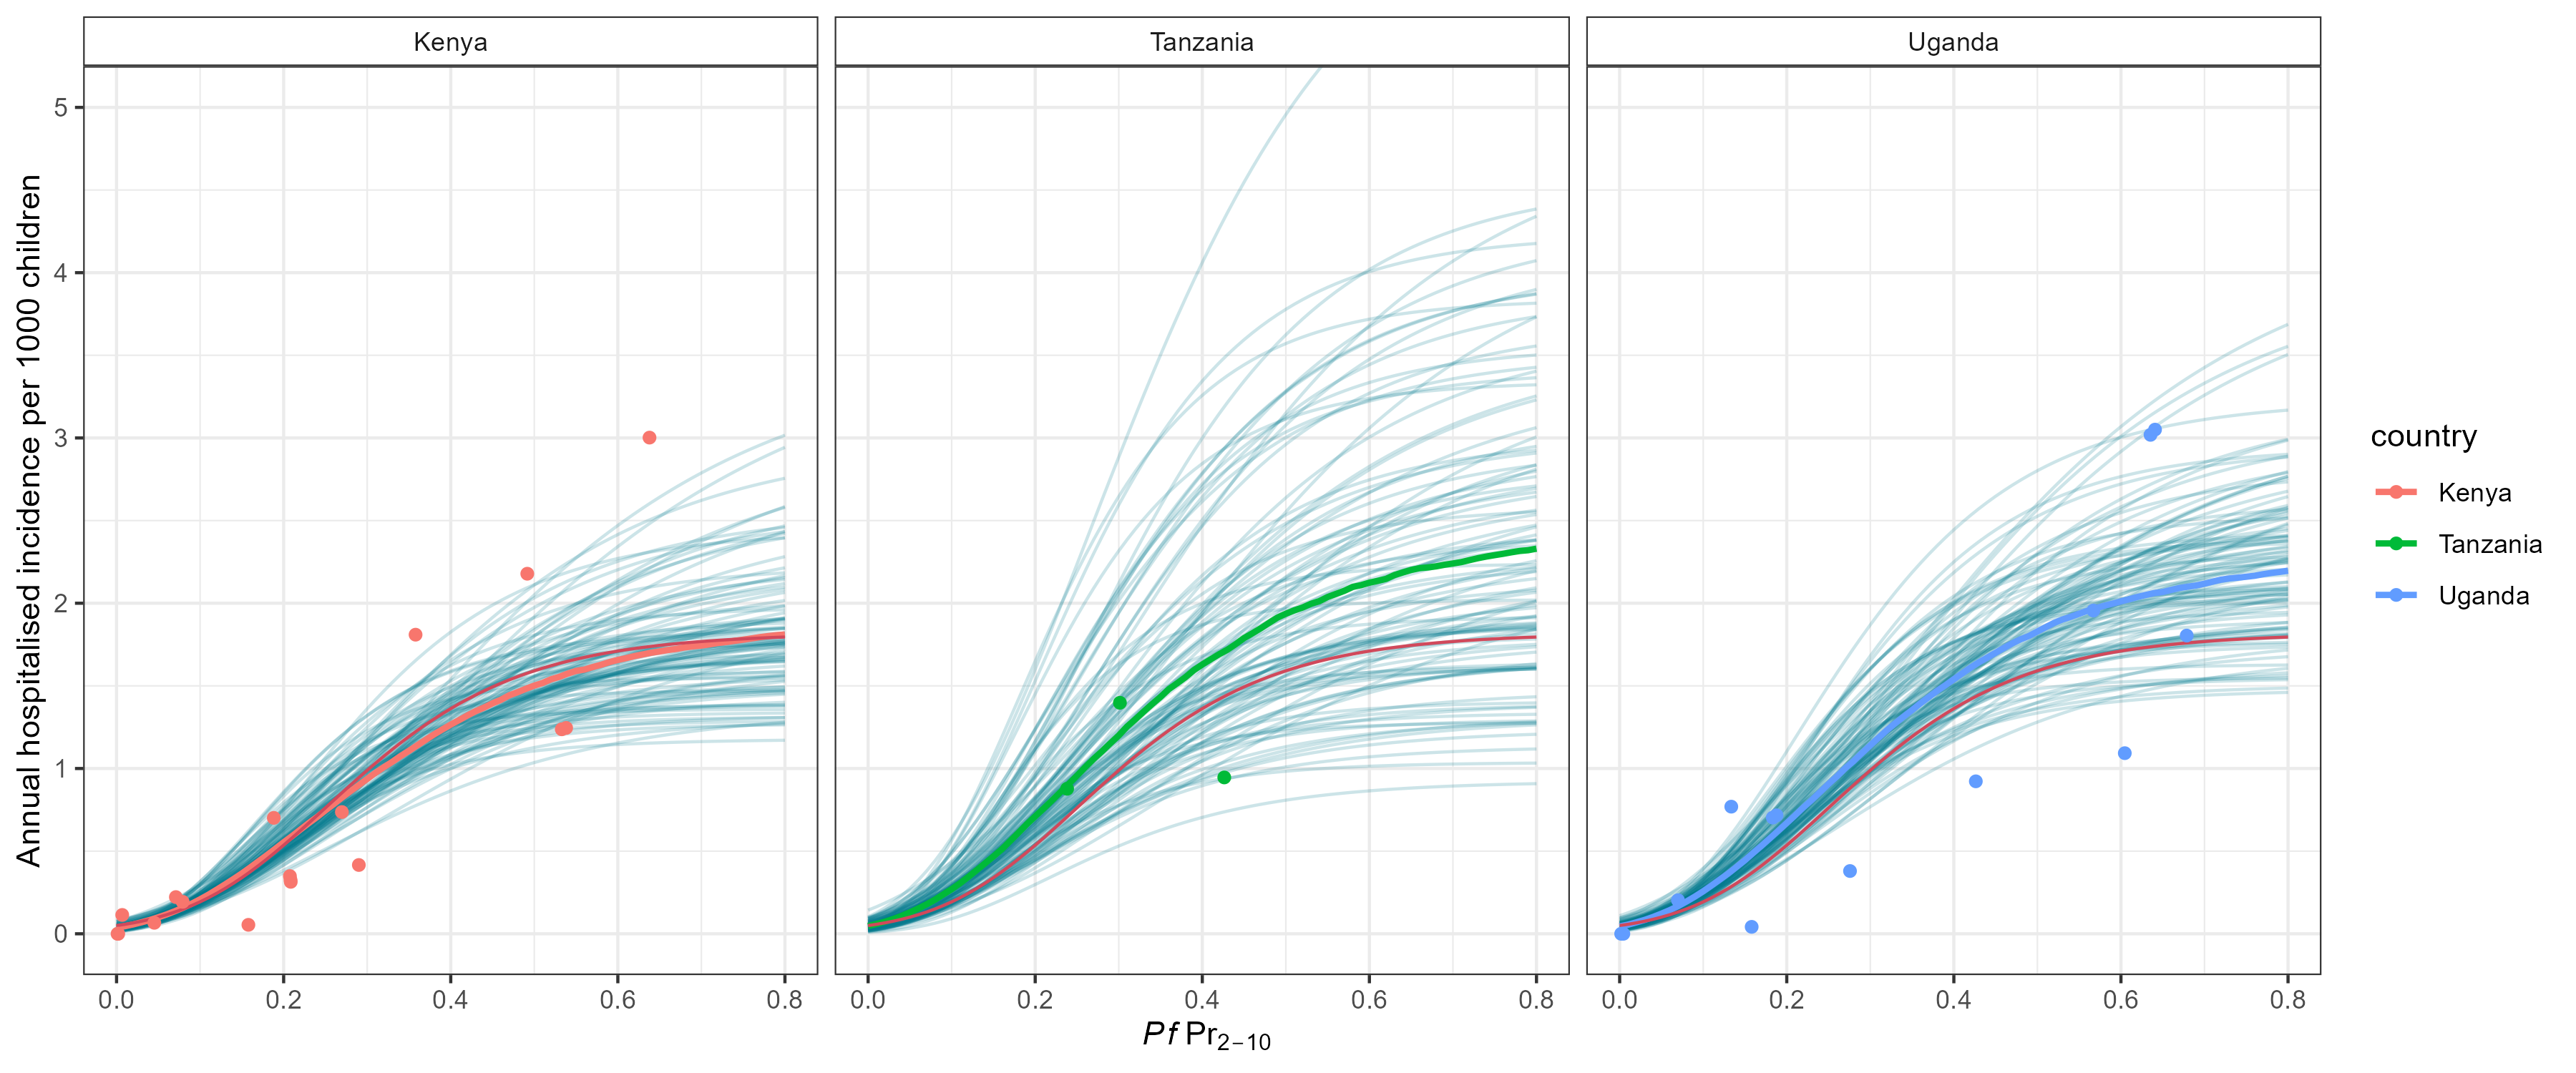 Kenya
Tanzania
Uganda
Annual hospitalised incidence per 1000 children
5
4
3
2
1
0
0.0 0.2 0.4 0.6 0.8
0.0 0.2 0.4 0.6 0.8
0.0 0.2 0.4 0.6 0.8
Pf Pr2−10
country
Kenya
Tanzania
Uganda